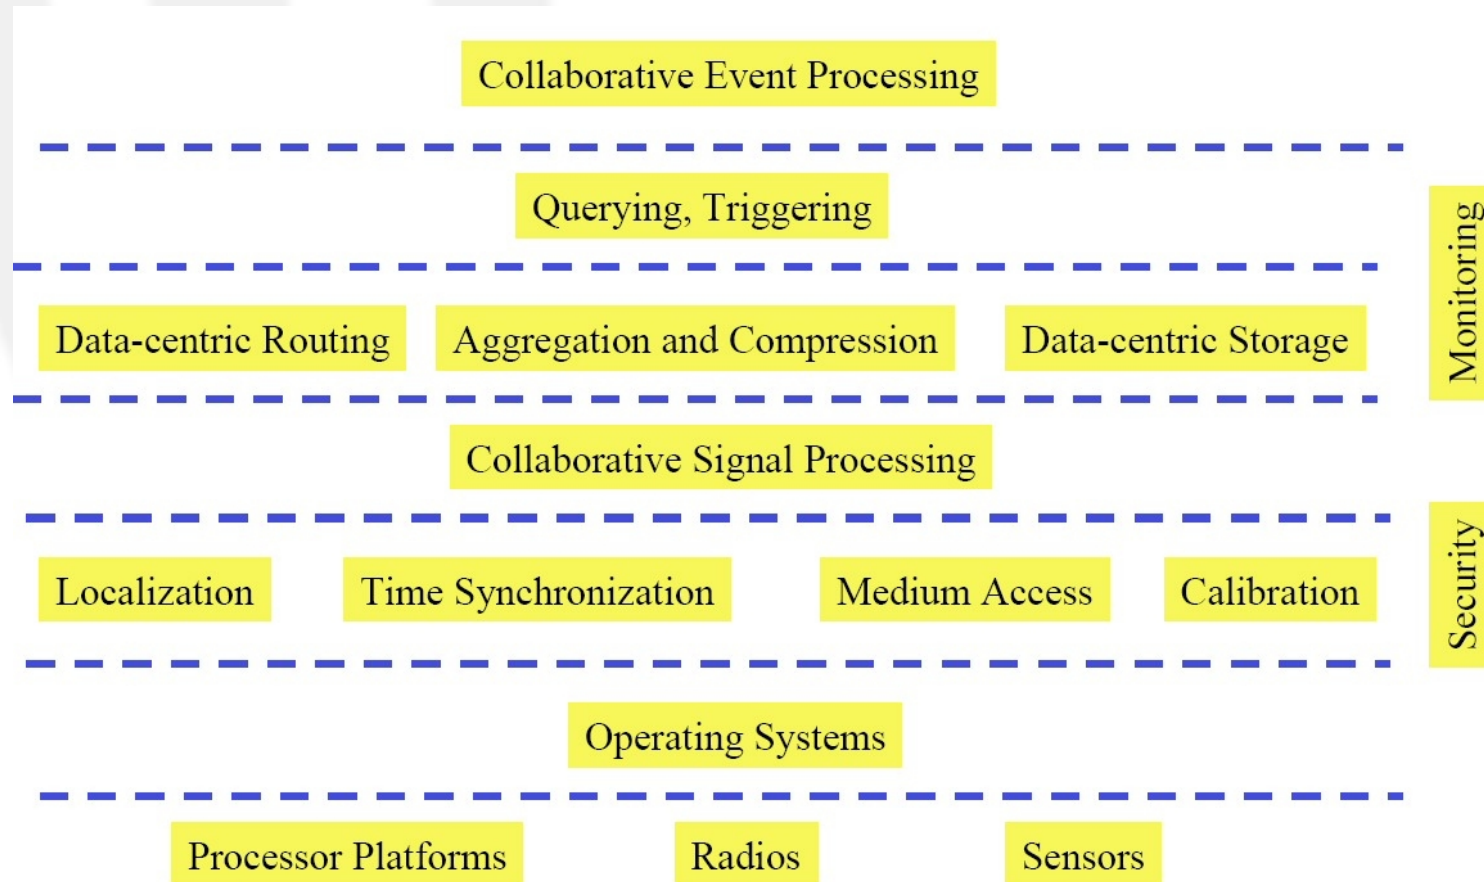 Collaborative Event Processing
Querying, Triggering
Monitoring
Data-centric Routing
Aggregation and Compression
Data-centric Storage
Collaborative Signal Processing
Security
Localization
Time Synchronization
Medium Access
Calibration
Operating Systems
Processor Platforms
Radios
Sensors